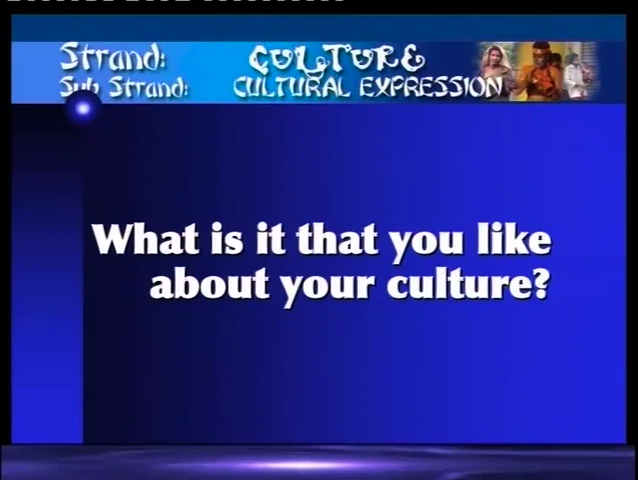 Strand: CULTURE
Sub Strand: CULTURAL EXPRESSION
What is it that you like
about your culture?